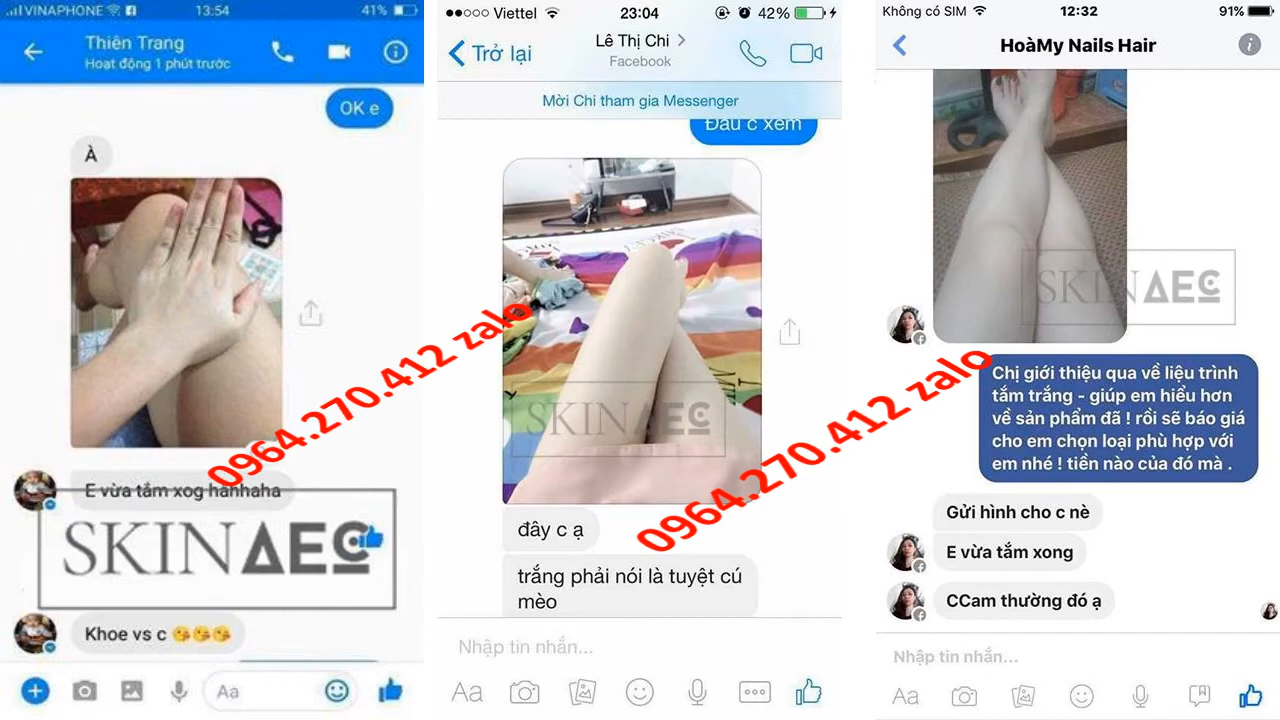 VINAPHONE
13:54
41%
Thiên Trang
Hoạt động 1 phút trước
OK e
À
E vừa tắm xog hahhaha
SKINAEC
Khoe vs c 😘😘😘
Aa
Viettel
23:04
42%
Trở lại
Lê Thị Chi
Facebook
Mời Chi tham gia Messenger
Đâu c xem
SKINAEC
đây c ạ
trắng phải nói là tuyệt cú
mèo
Nhập tin nhắn...
Aa
Không có SIM
12:32
91%
HoàMy Nails Hair
SKINAEC
Chị giới thiệu qua về liệu trình
tắm trắng - giúp em hiểu hơn
về sản phẩm đã ! rồi sẽ báo giá
cho em chọn loại phù hợp với
em nhé ! tiền nào của đó mà .
Gửi hình cho c nè
E vừa tắm xong
CCam thường đó ạ
Nhập tin nhắn...
Aa
0964.270.412 zalo
0964.270.412 zalo